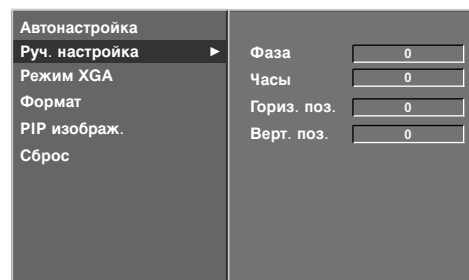 Автонастройка
Руч. настройка ►
Режим XGA
Формат
PIP изображ.
Сброс
Фаза 0
Часы 0
Гориз. поз. 0
Верт. поз. 0